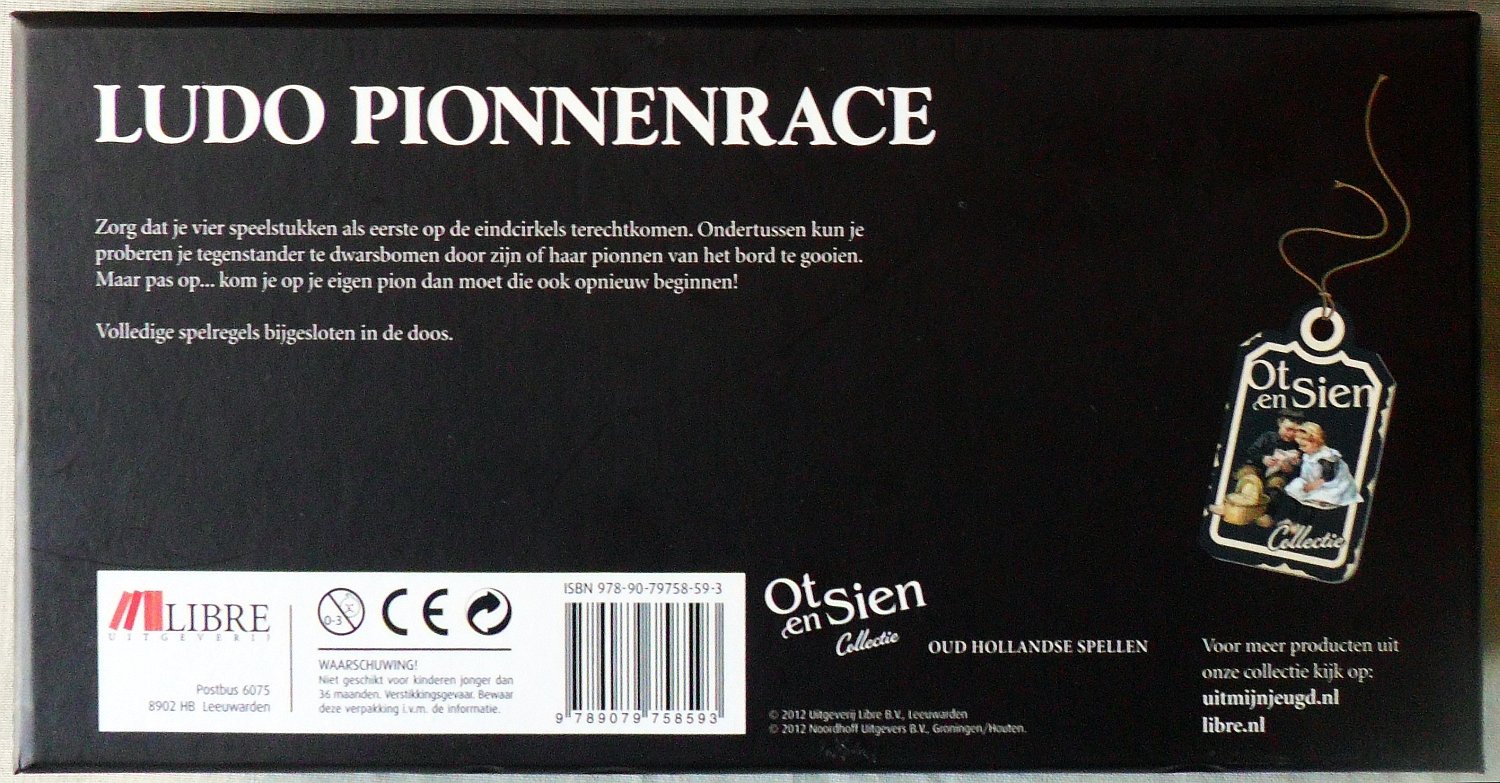 LUDO PIONNENRACE
Zorg dat je vier speelstukken als eerste op de eindcirkels terechtkomen. Ondertussen kun je
proberen je tegenstander te dwarsbomen door zijn of haar pionnen van het bord te gooien.
Maar pas op... kom je op je eigen pion dan moet die ook opnieuw beginnen!
Volledige spelregels bijgesloten in de doos.
Ot
en Sien
Collectie
LIBRE
UITGEVERIJ
Postbus 6075
8902 HB Leeuwarden
0-3
CE
WAARSCHUWING!
Niet geschikt voor kinderen jonger dan
36 maanden. Verstikkingsgevaar. Bewaar
deze verpakking i.v.m. de informatie.
ISBN 978-90-79758-59-3
9 789079 758593
Ot
en Sien
Collectie
OUD HOLLANDSE SPELLEN
© 2012 Uitgeverij Libre B.V., Leeuwarden
© 2012 Noordhoff Uitgevers B.V., Groningen/Houten.
Voor meer producten uit
onze collectie kijk op:
uitmijnjeugd.nl
libre.nl